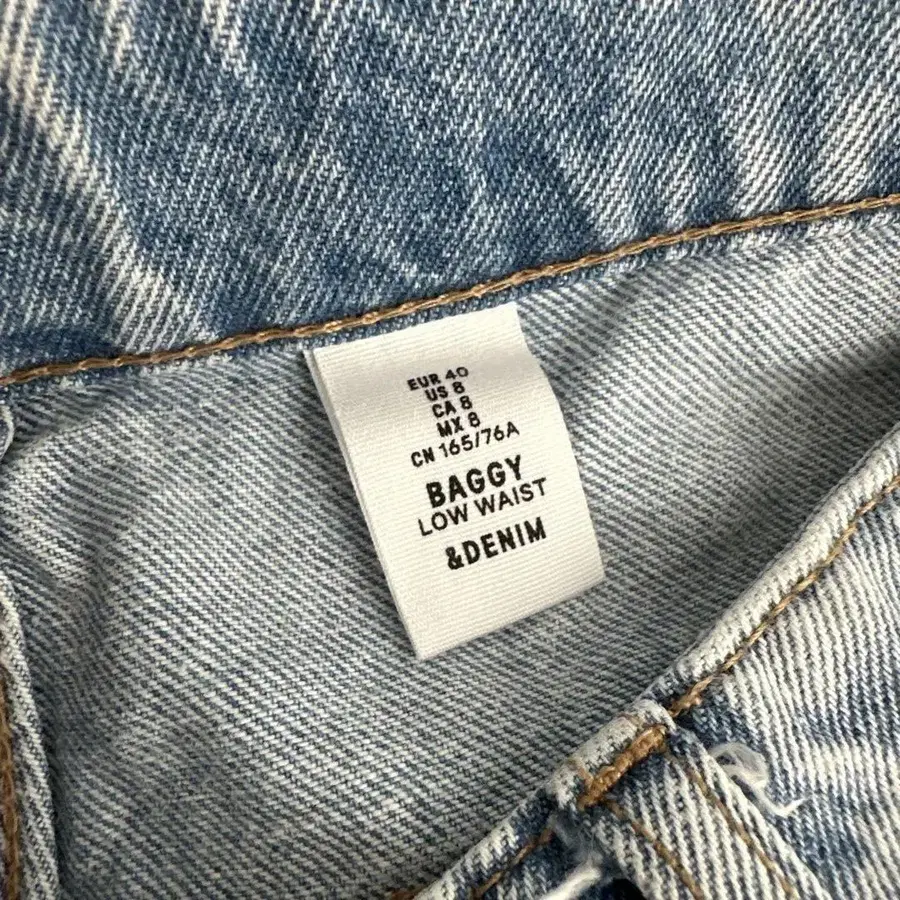 EUR 40
US 8
CA 8
MX 8
CN 165/76A
BAGGY
LOW WAIST
&DENIM